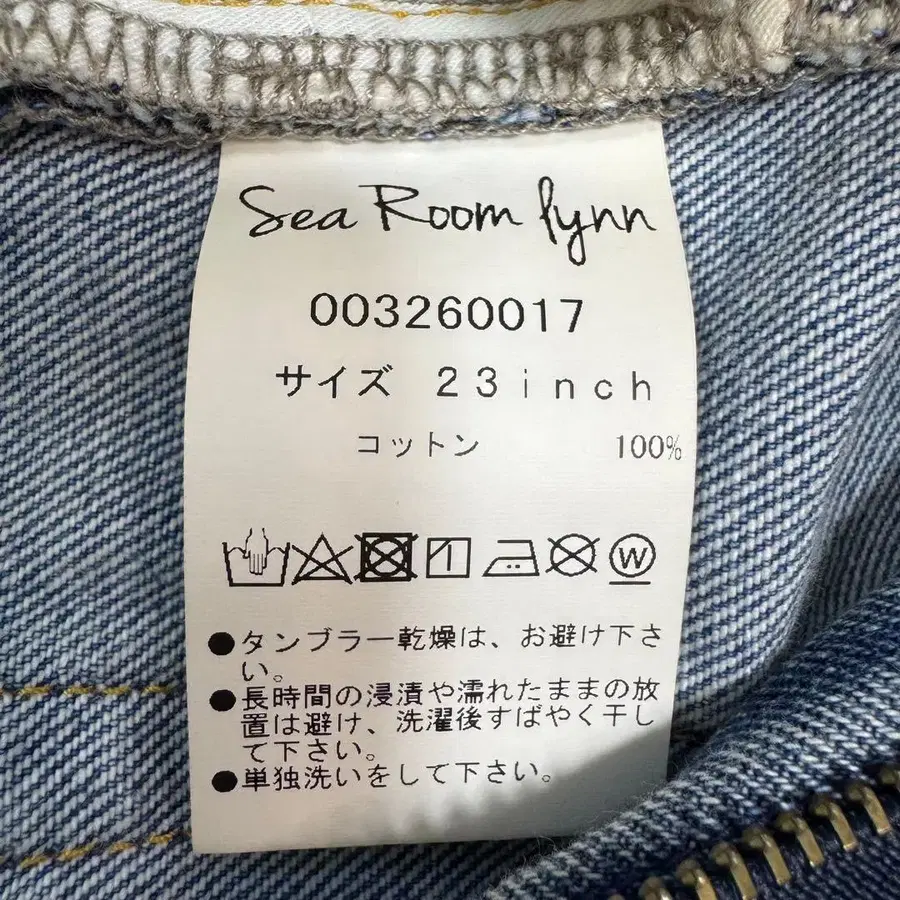 Sea Room lynn
003260017
サイズ 23inch
コットン 100%
W
●タンブラー乾燥は、お避け下さ
い。
●長時間の浸漬や濡れたままの放
置は避け、洗濯後すばやく干し
て下さい。
●単独洗いをして下さい。